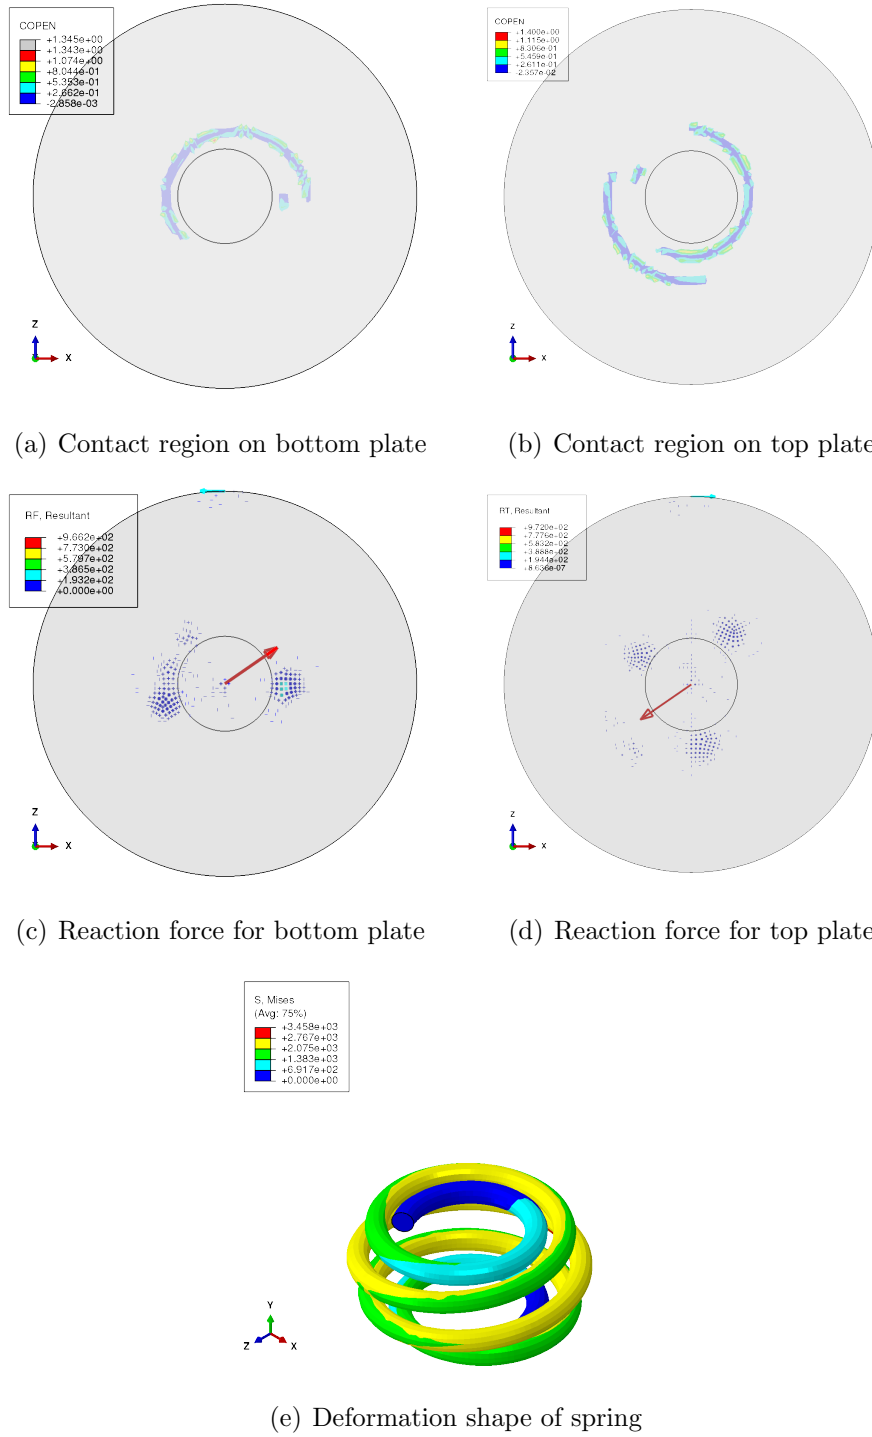 COPEN
+1.345e+00
+1.343e+00
+1.074e+00
+8.044e-01
+5.353e-01
+2.662e-01
-2.858e-03
Z
X
COPEN
+1.400e+00
+1.115e+00
+8.306e-01
+5.459e-01
+2.611e-01
-2.357e-02
Z
X
(a) Contact region on bottom plate
(b) Contact region on top plate
RF, Resultant
+9.662e+02
+7.730e+02
+5.797e+02
+3.865e+02
+1.932e+02
+0.000e+00
Z
X
RT, Resultant
+9.720e+02
+7.776e+02
+5.832e+02
+3.888e+02
+1.944e+02
+8.636e-07
Z
X
(c) Reaction force for bottom plate
(d) Reaction force for top plate
S, Mises
(Avg: 75%)
+3.458e+03
+2.767e+03
+2.075e+03
+1.383e+03
+6.917e+02
+0.000e+00
Y
Z
X
(e) Deformation shape of spring